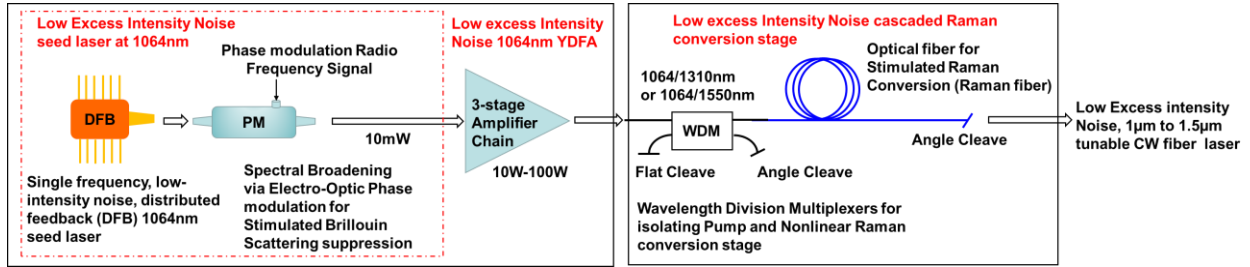 Low Excess Intensity Noise
seed laser at 1064nm
Phase modulation Radio
Frequency Signal
DFB
PM
10mW
Single frequency, low-
intensity noise, distributed
feedback (DFB) 1064nm
seed laser
Spectral Broadening
via Electro-Optic Phase
modulation for
Stimulated Brillouin
Scattering suppression
Low excess Intensity
Noise 1064nm YDFA
3-stage
Amplifier
Chain
10W-100W
Low excess Intensity Noise cascaded Raman
conversion stage
1064/1310nm
or 1064/1550nm
WDM
Flat Cleave
Angle Cleave
Wavelength Division Multiplexers for
isolating Pump and Nonlinear Raman
conversion stage
Optical fiber for
Stimulated Raman
Conversion (Raman fiber)
Angle Cleave
Low Excess intensity
Noise, 1µm to 1.5µm
tunable CW fiber laser